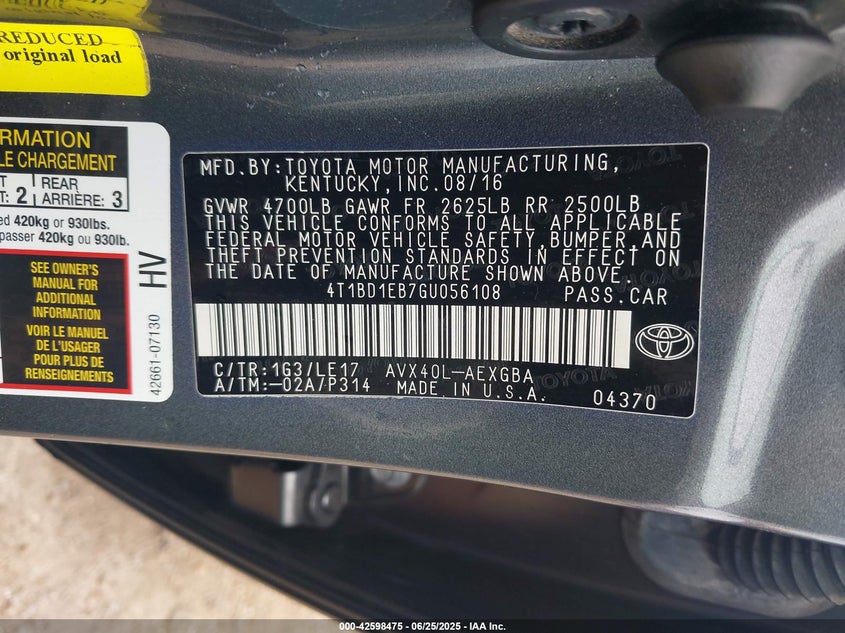 REDUCED
original load
RMATION
LE CHARGEMENT
T
: 2
REAR
ARRIÈRE: 3
ed 420kg or 930lbs.
passer 420kg ou 930lb.
SEE OWNER'S
MANUAL FOR
ADDITIONAL
INFORMATION
VOIR LE MANUEL
DE L'USAGER
POUR PLUS DE
RENSEIGNEMENTS
HV
42661-07130
MFD.BY:TOYOTA MOTOR MANUFACTURING,
KENTUCKY,INC.08/16
GVWR 4700LB GAWR FR 2625LB RR 2500LB
THIS VEHICLE CONFORMS TO ALL APPLICABLE
FEDERAL MOTOR VEHICLE SAFETY,BUMPER,AND
THEFT PREVENTION STANDARDS IN EFFECT ON
THE DATE OF MANUFACTURE SHOWN ABOVE.
4T1BD1EB7GU056108 PASS.CAR
C/TR:1G3/LE17 AVX40L-AEXGBA
A/TM:-02A/P314 MADE IN U.S.A. 04370
000-42598475 - 06/25/2025 - IAA Inc.